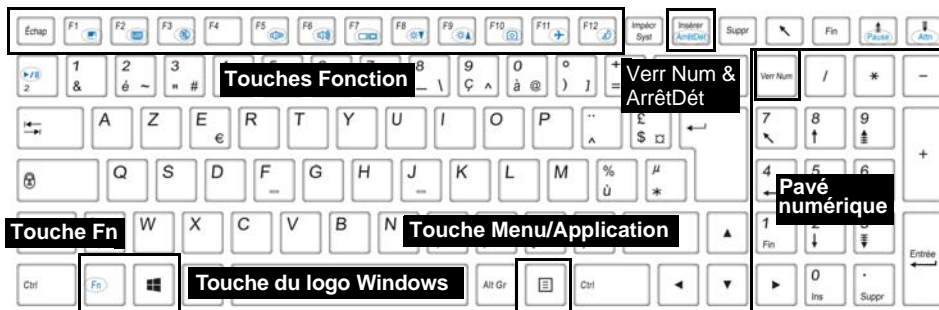 Échap F1 F2 F3 F4 F5 F6 F7 F8 F9 F10 F11 F12 Impécr Syst Insérer ArrêtDét Suppr Fin Pause Attn
Touches Fonction
Verr Num &
ArrêtDét
2 1 & 2 é ~ 3 " # 8 _ \ 9 Ç ^ 0 à @ ° ) ] + = Verr Num / * -
A Z E € R T Y U I O P ¨ ^ £ $ ¤ 7 8 9 +
Q S D F G H J K L M % ù µ * 4 5 6
Pavé
numérique
Touche Fn W X C V B N Touche Menu/Application 1 Fin 2 3 Entrée
Ctrl Fn Touche du logo Windows Alt Gr Ctrl 0 Ins . Suppr